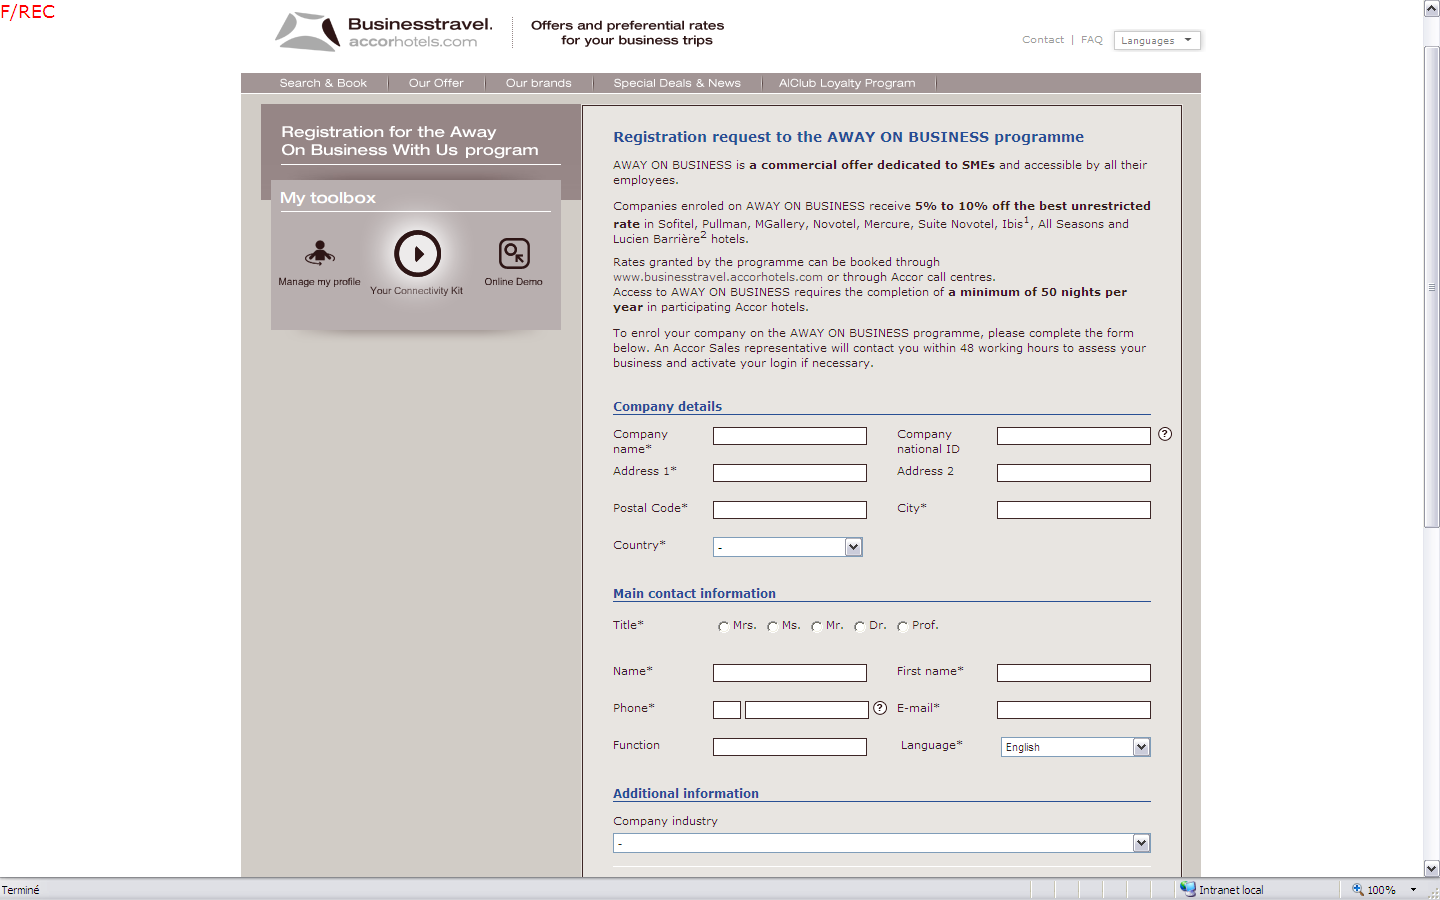 F/REC
Businesstravel.
accorhotels.com
Offers and preferential rates
for your business trips
Contact | FAQ
Languages
Search & Book
Our Offer
Our brands
Special Deals & News
A|Club Loyalty Program
Registration for the Away
On Business With Us program
My toolbox
Manage my profile
Your Connectivity Kit
Online Demo
Registration request to the AWAY ON BUSINESS programme
AWAY ON BUSINESS is a commercial offer dedicated to SMEs and accessible by all their
employees.
Companies enroled on AWAY ON BUSINESS receive 5% to 10% off the best unrestricted
rate in Sofitel, Pullman, MGallery, Novotel, Mercure, Suite Novotel, Ibis1, All Seasons and
Lucien Barrière2 hotels.
Rates granted by the programme can be booked through
www.businesstravel.accorhotels.com or through Accor call centres.
Access to AWAY ON BUSINESS requires the completion of a minimum of 50 nights per
year in participating Accor hotels.
To enrol your company on the AWAY ON BUSINESS programme, please complete the form
below. An Accor Sales representative will contact you within 48 working hours to assess your
business and activate your login if necessary.
Company details
Company
name*
Company
national ID
?
Address 1*
Address 2
Postal Code*
City*
Country*
-
Main contact information
Title*
Mrs.
Ms.
Mr.
Dr.
Prof.
Name*
First name*
Phone*
?
E-mail*
Function
Language*
English
Additional information
Company industry
-
Terminé
Intranet local
100%